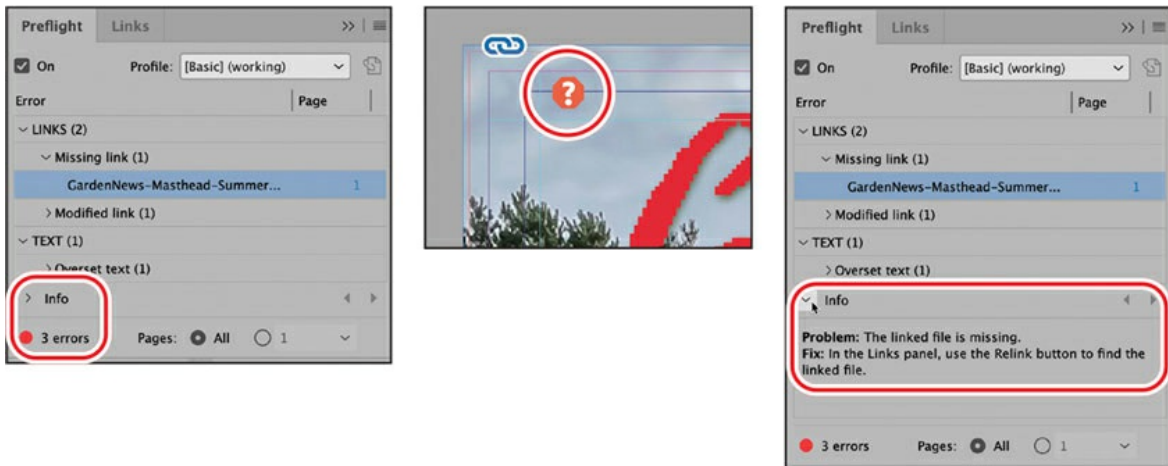 Preflight Links
On Profile: [Basic] (working)
Error Page
LINKS (2)
Missing link (1)
GardenNews-Masthead-Summer... 1
Modified link (1)
TEXT (1)
Overset text (1)
Info
3 errors Pages: All 1
?
Preflight Links
On Profile: [Basic] (working)
Error Page
LINKS (2)
Missing link (1)
GardenNews-Masthead-Summer... 1
Modified link (1)
TEXT (1)
Overset text (1)
Info
Problem: The linked file is missing.
Fix: In the Links panel, use the Relink button to find the
linked file.
3 errors Pages: All 1